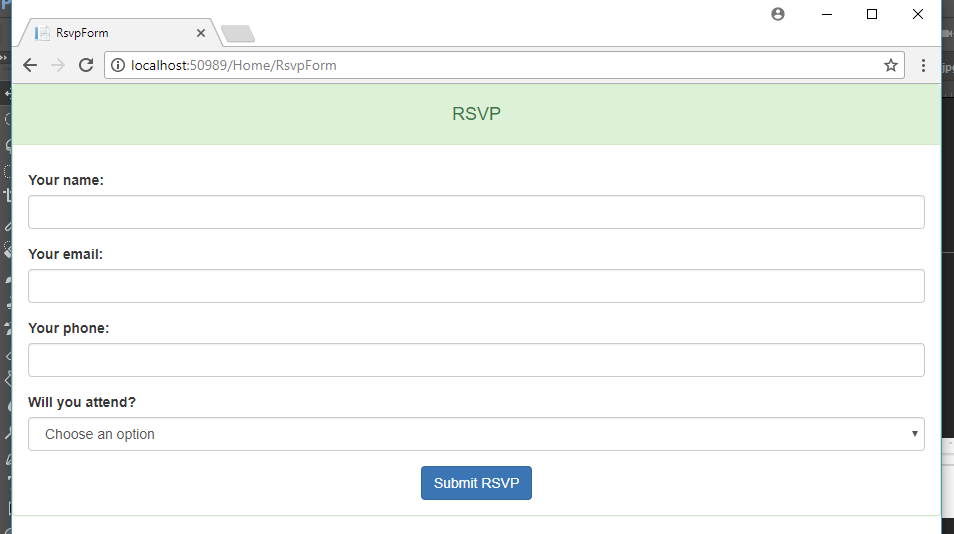 RsvpForm
localhost:50989/Home/RsvpForm
RSVP
Your name:
Your email:
Your phone:
Will you attend?
Choose an option
Submit RSVP